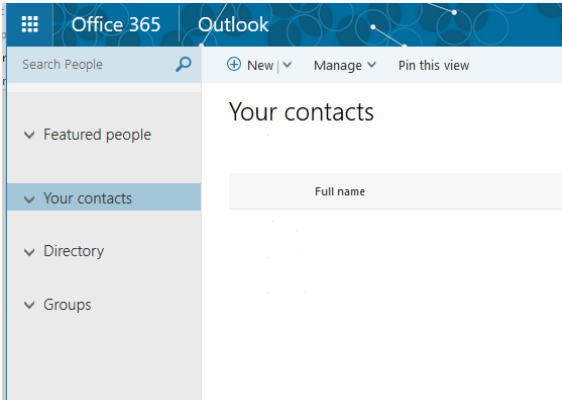 Office 365 Outlook
Search People
New Manage Pin this view
Your contacts
Featured people
Full name
Your contacts
Directory
Groups